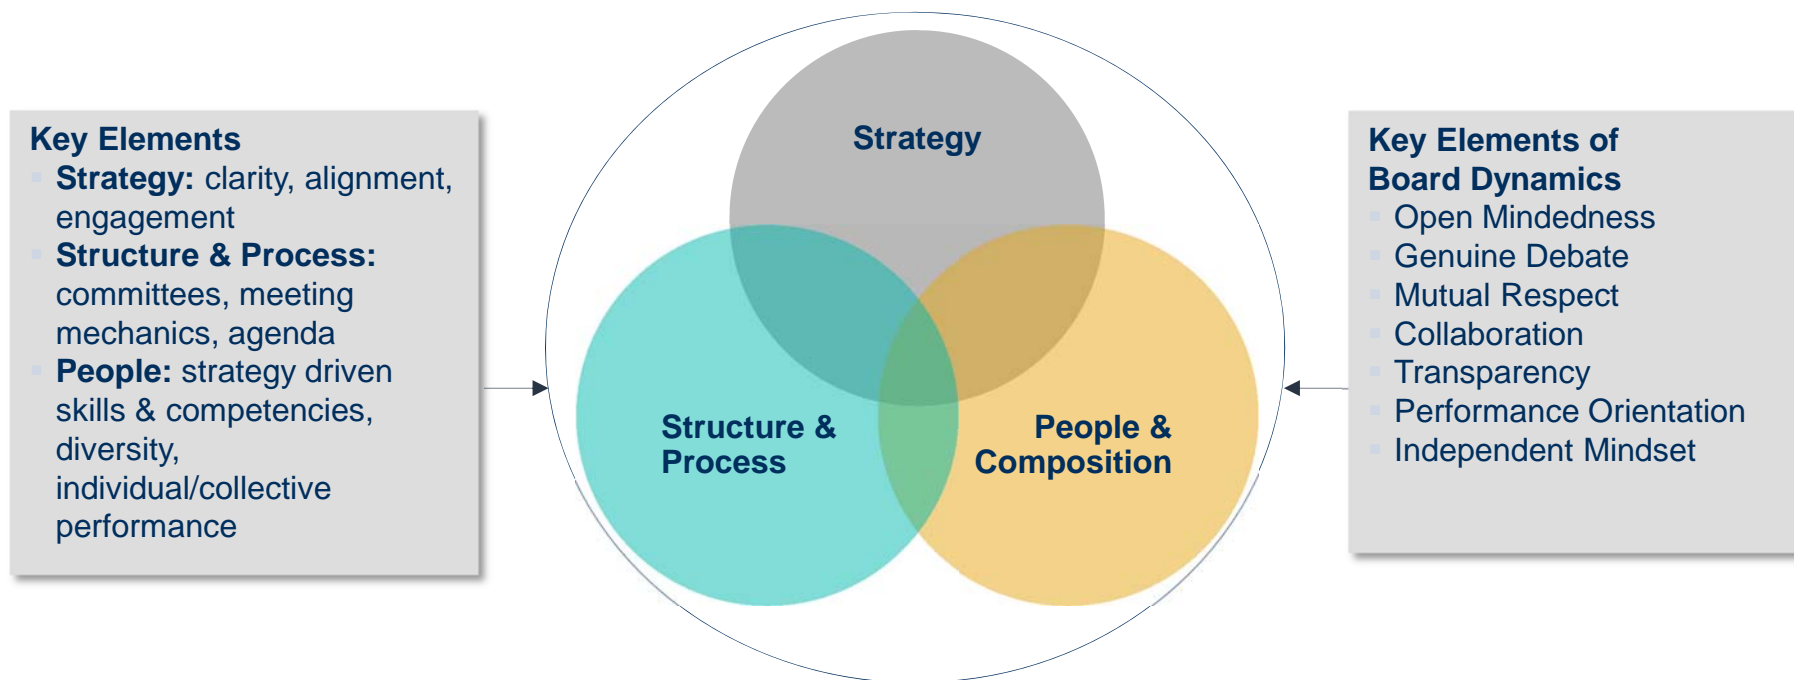 Key Elements
Strategy: clarity, alignment,
engagement
Structure & Process:
committees, meeting
mechanics, agenda
People: strategy driven
skills & competencies,
diversity,
individual/collective
performance
Strategy
Structure &
Process
People &
Composition
Key Elements of
Board Dynamics
Open Mindedness
Genuine Debate
Mutual Respect
Collaboration
Transparency
Performance Orientation
Independent Mindset